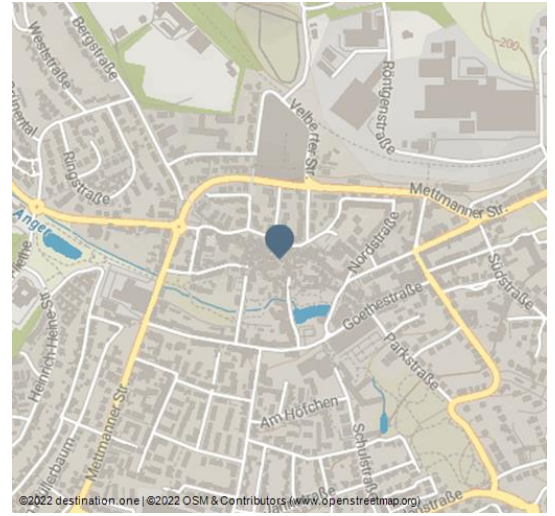 Bergstraße
Weststraße
200
Röntgenstraße
Velberter Str.
Ringstraße
Mettmanner Str.
Anger
Nordstraße
Südstraße
Goethestraße
Heinrich-Heine-Str
Parkstraße
Am Höfchen
Mettmanner Str.
Schulstraße
©2022 destination.one | ©2022 OSM & Contributors (www.openstreetmap.org)